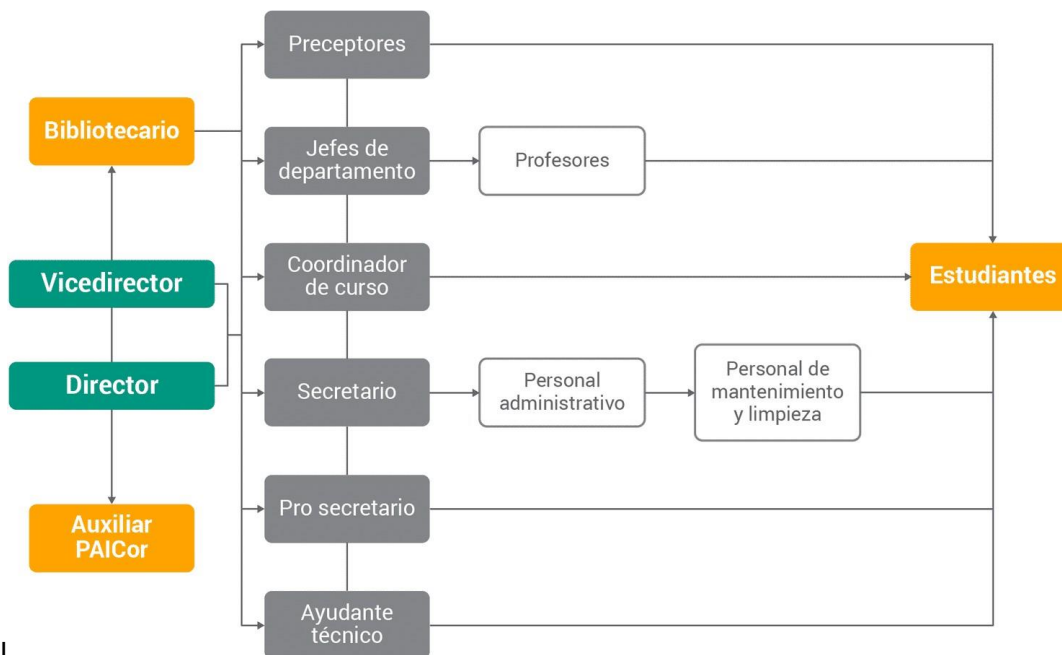 Preceptores
Bibliotecario
Jefes de
departamento
Profesores
Vicedirector
Coordinador
de curso
Estudiantes
Director
Secretario
Personal
administrativo
Personal de
mantenimiento
y limpieza
Auxiliar
PAICor
Pro secretario
Ayudante
técnico
l